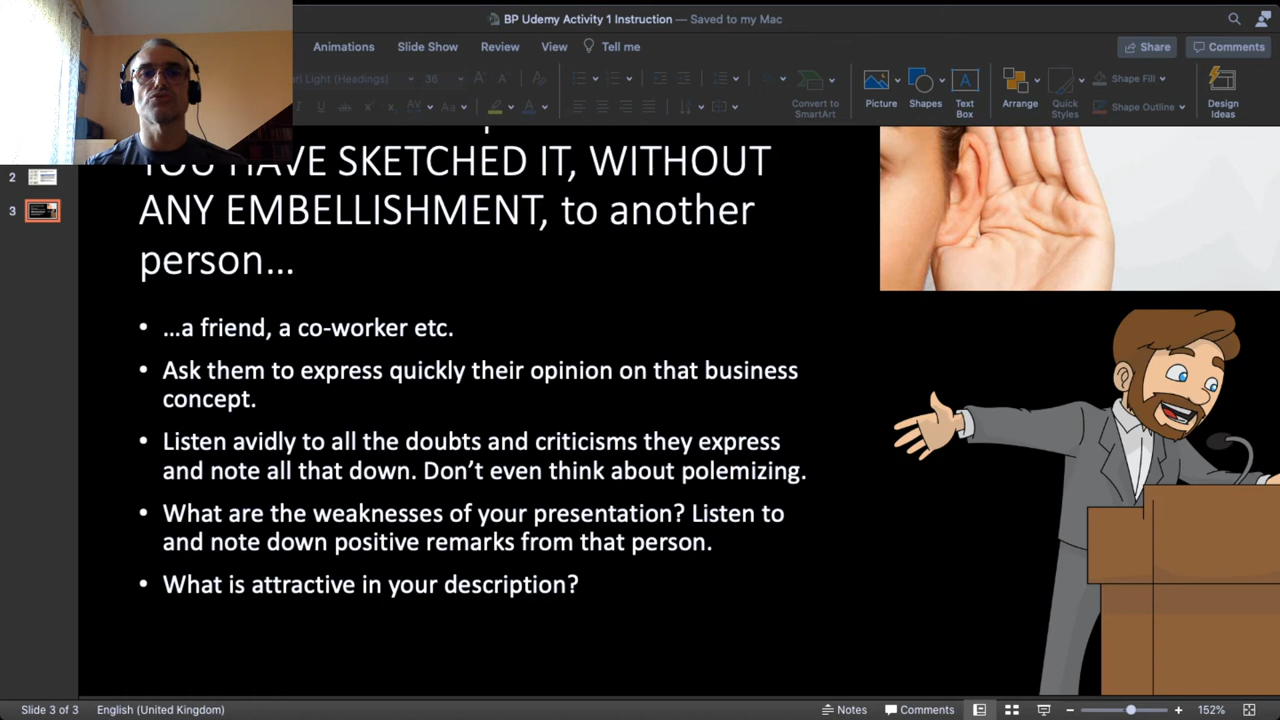 BP Udemy Activity 1 Instruction — Saved to my Mac
Animations Slide Show Review View Tell me Share Comments
(Headings) 36
Convert to SmartArt Picture Shapes Text Box Arrange Quick Styles Shape Fill Shape Outline Design Ideas
YOU HAVE SKETCHED IT, WITHOUT
ANY EMBELLISHMENT, to another
person...
• ...a friend, a co-worker etc.
• Ask them to express quickly their opinion on that business
concept.
• Listen avidly to all the doubts and criticisms they express
and note all that down. Don’t even think about polemizing.
• What are the weaknesses of your presentation? Listen to
and note down positive remarks from that person.
• What is attractive in your description?
2
3
Slide 3 of 3 English (United Kingdom) Notes Comments 152%